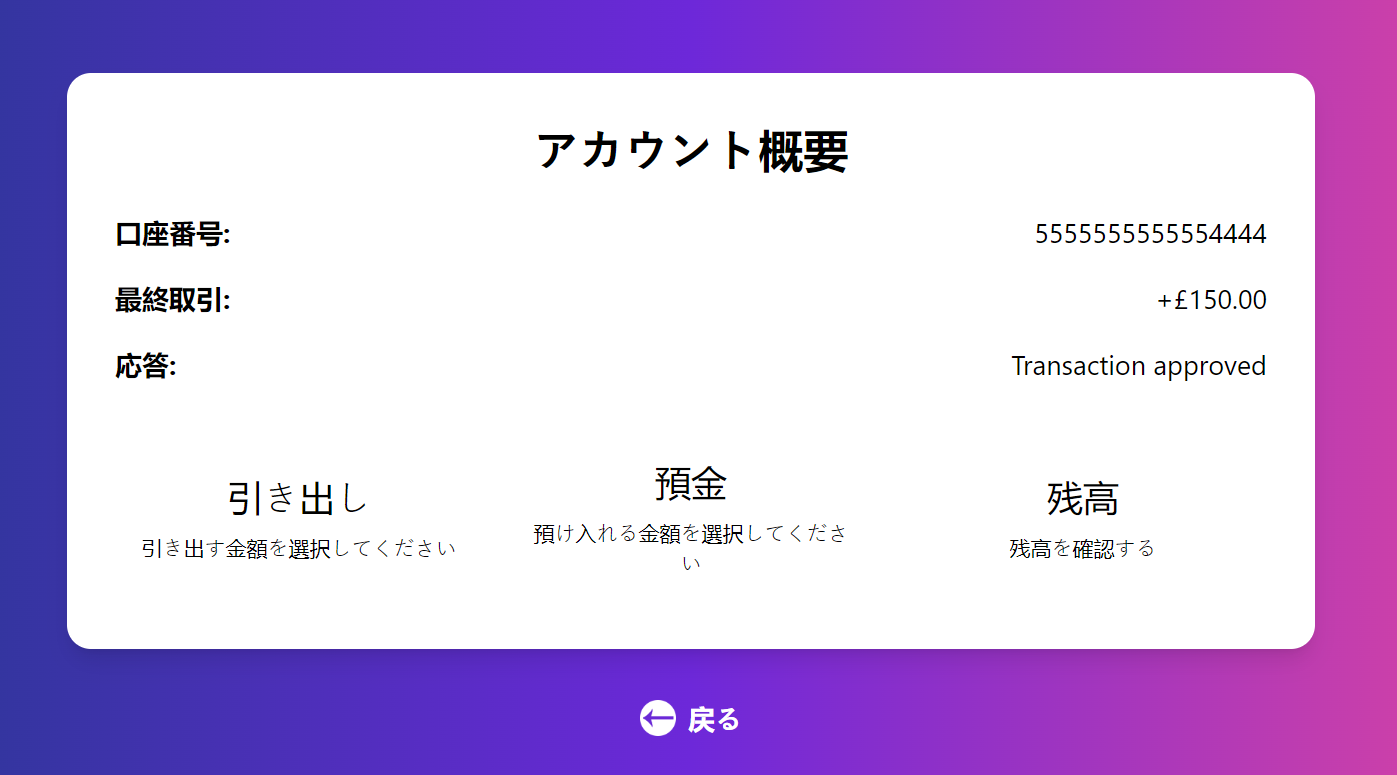 アカウント概要
口座番号: 5555555555554444
最終取引: +£150.00
応答: Transaction approved
引き出し
引き出す金額を選択してください
預金
預け入れる金額を選択してくださ
い
残高
残高を確認する
戻る